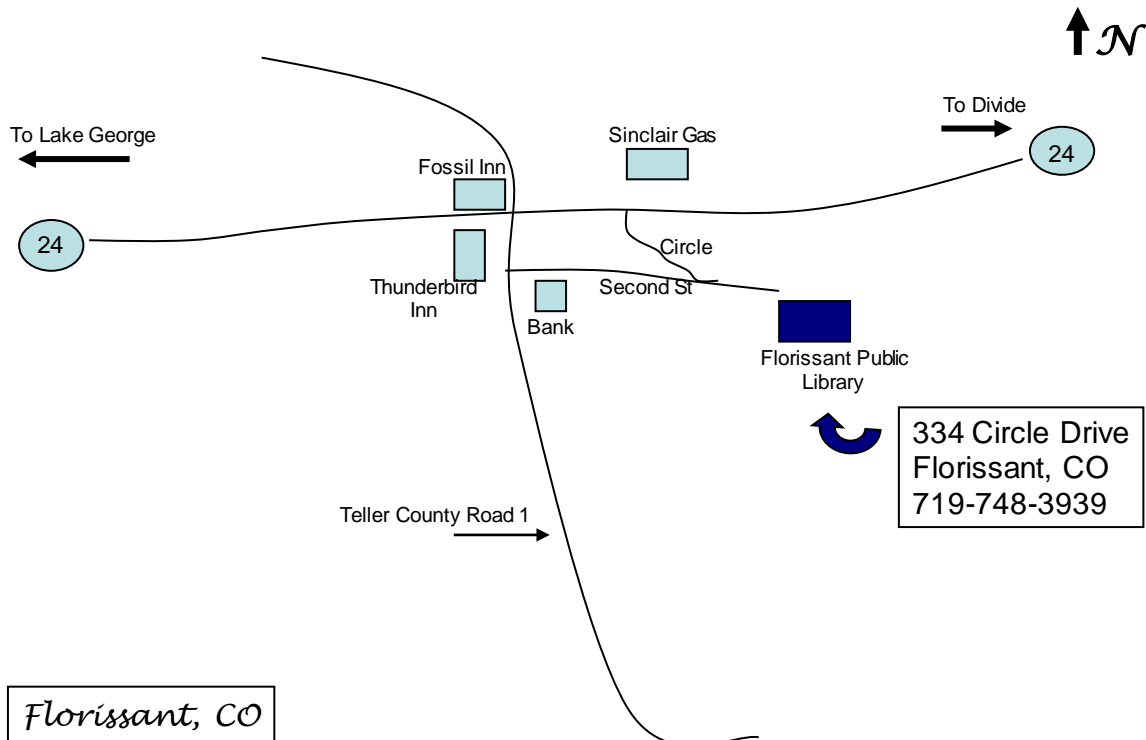 N
To Divide
24
To Lake George
Sinclair Gas
Fossil Inn
24
Circle
Thunderbird
Inn
Second St
Bank
Florissant Public
Library
334 Circle Drive
Florissant, CO
719-748-3939
Teller County Road 1
Florissant, CO